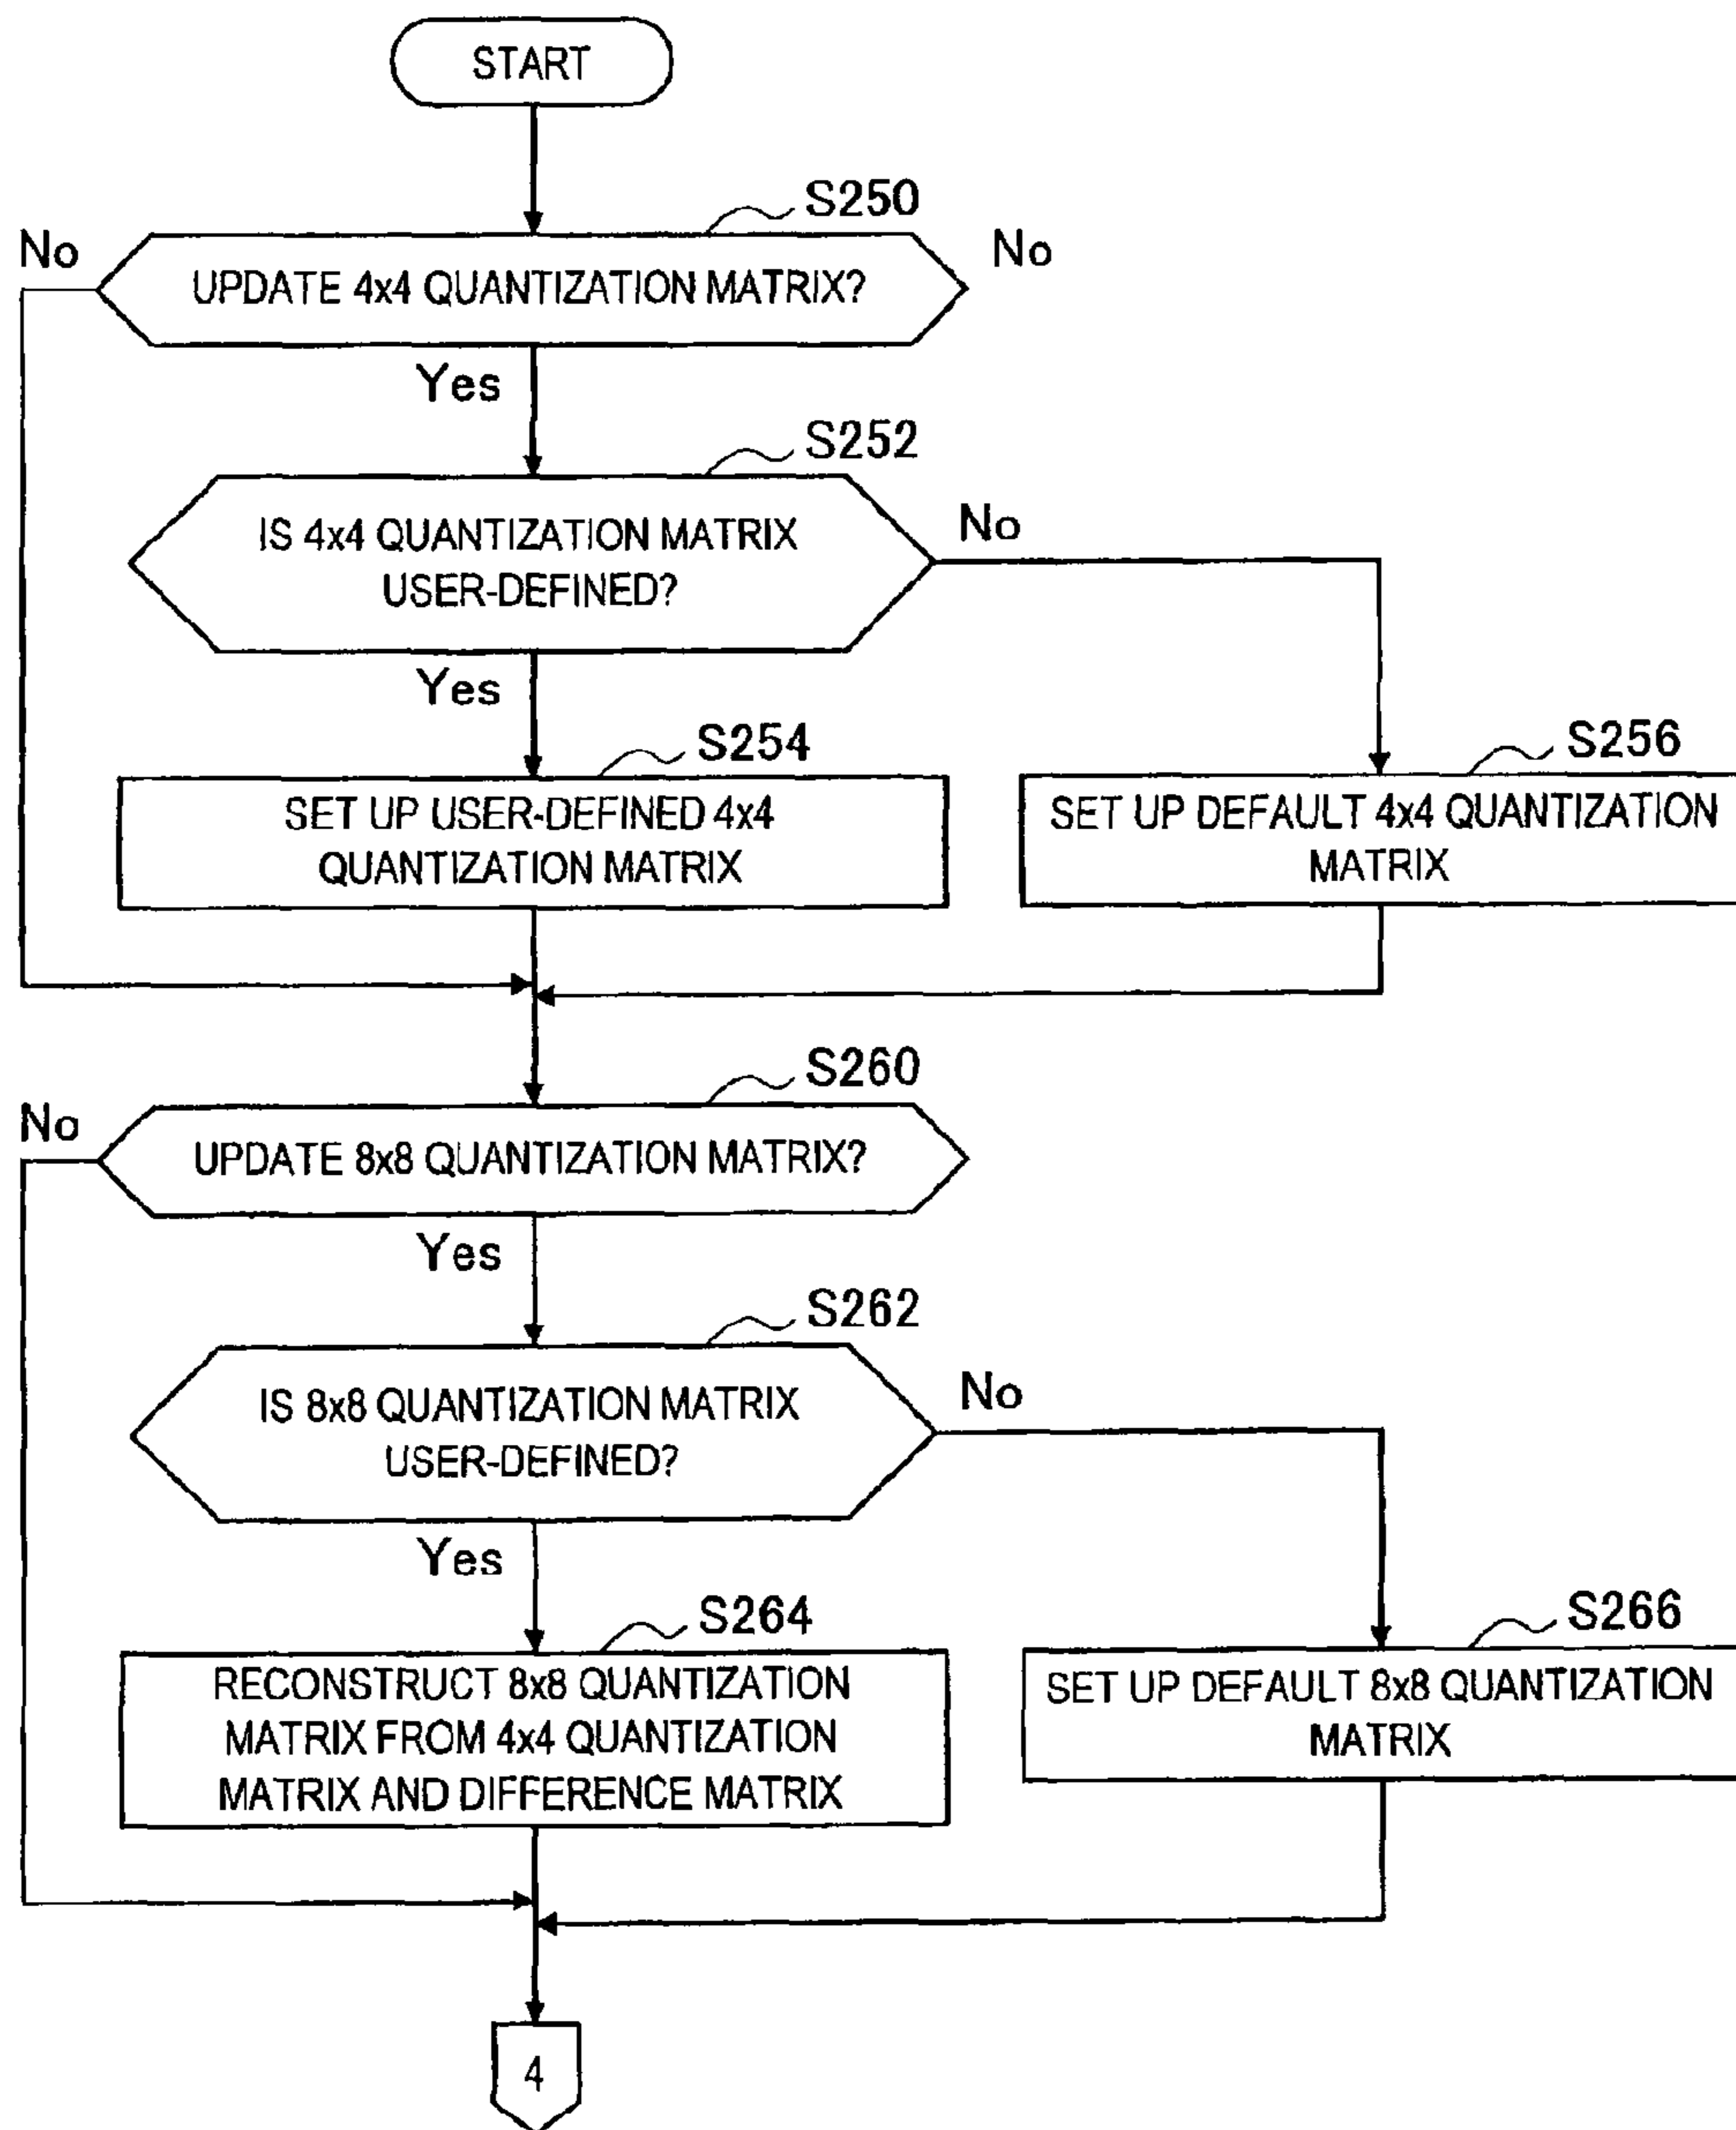 START
S250
No
No
UPDATE 4x4 QUANTIZATION MATRIX?
Yes
S252
IS 4x4 QUANTIZATION MATRIX
USER-DEFINED?
No
Yes
S254
SET UP USER-DEFINED 4x4
QUANTIZATION MATRIX
S256
SET UP DEFAULT 4x4 QUANTIZATION
MATRIX
S260
No
UPDATE 8x8 QUANTIZATION MATRIX?
Yes
S262
IS 8x8 QUANTIZATION MATRIX
USER-DEFINED?
No
Yes
S264
RECONSTRUCT 8x8 QUANTIZATION
MATRIX FROM 4x4 QUANTIZATION
MATRIX AND DIFFERENCE MATRIX
S266
SET UP DEFAULT 8x8 QUANTIZATION
MATRIX
4